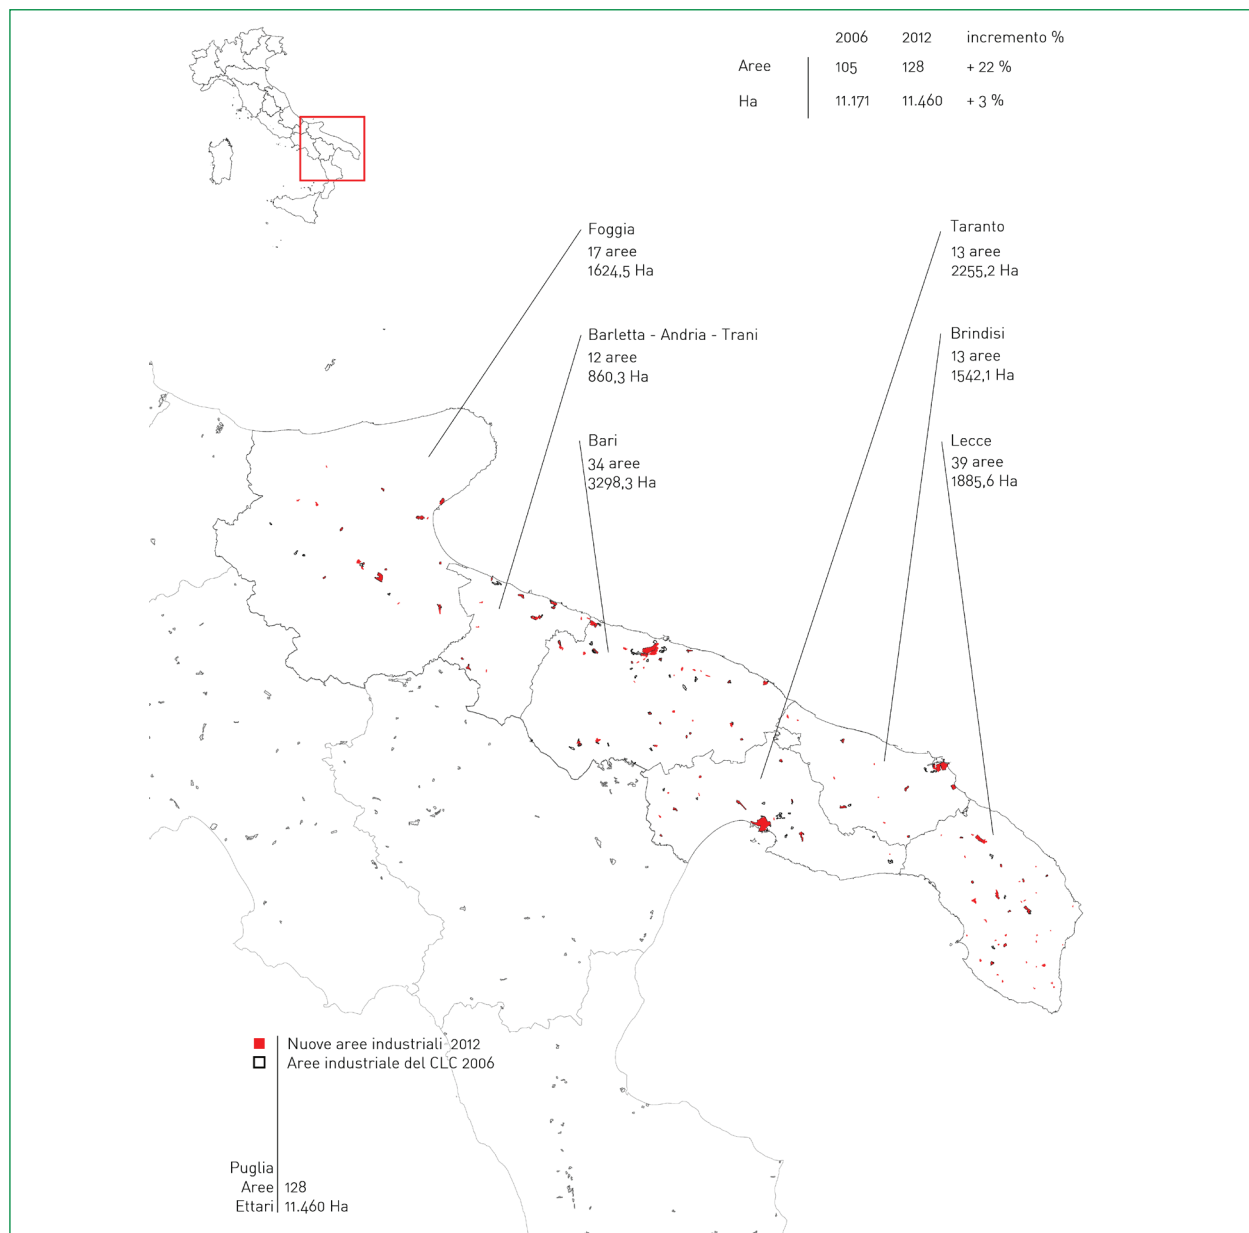 2006 2012 incremento %
Aree 105 128 + 22 %
Ha 11.171 11.460 + 3 %
Foggia
17 aree
1624,5 Ha
Taranto
13 aree
2255,2 Ha
Barletta - Andria - Trani
12 aree
860,3 Ha
Brindisi
13 aree
1542,1 Ha
Bari
34 aree
3298,3 Ha
Lecce
39 aree
1885,6 Ha
Nuove aree industriali 2012
Aree industriale del CLC 2006
Puglia
Aree 128
Ettari 11.460 Ha